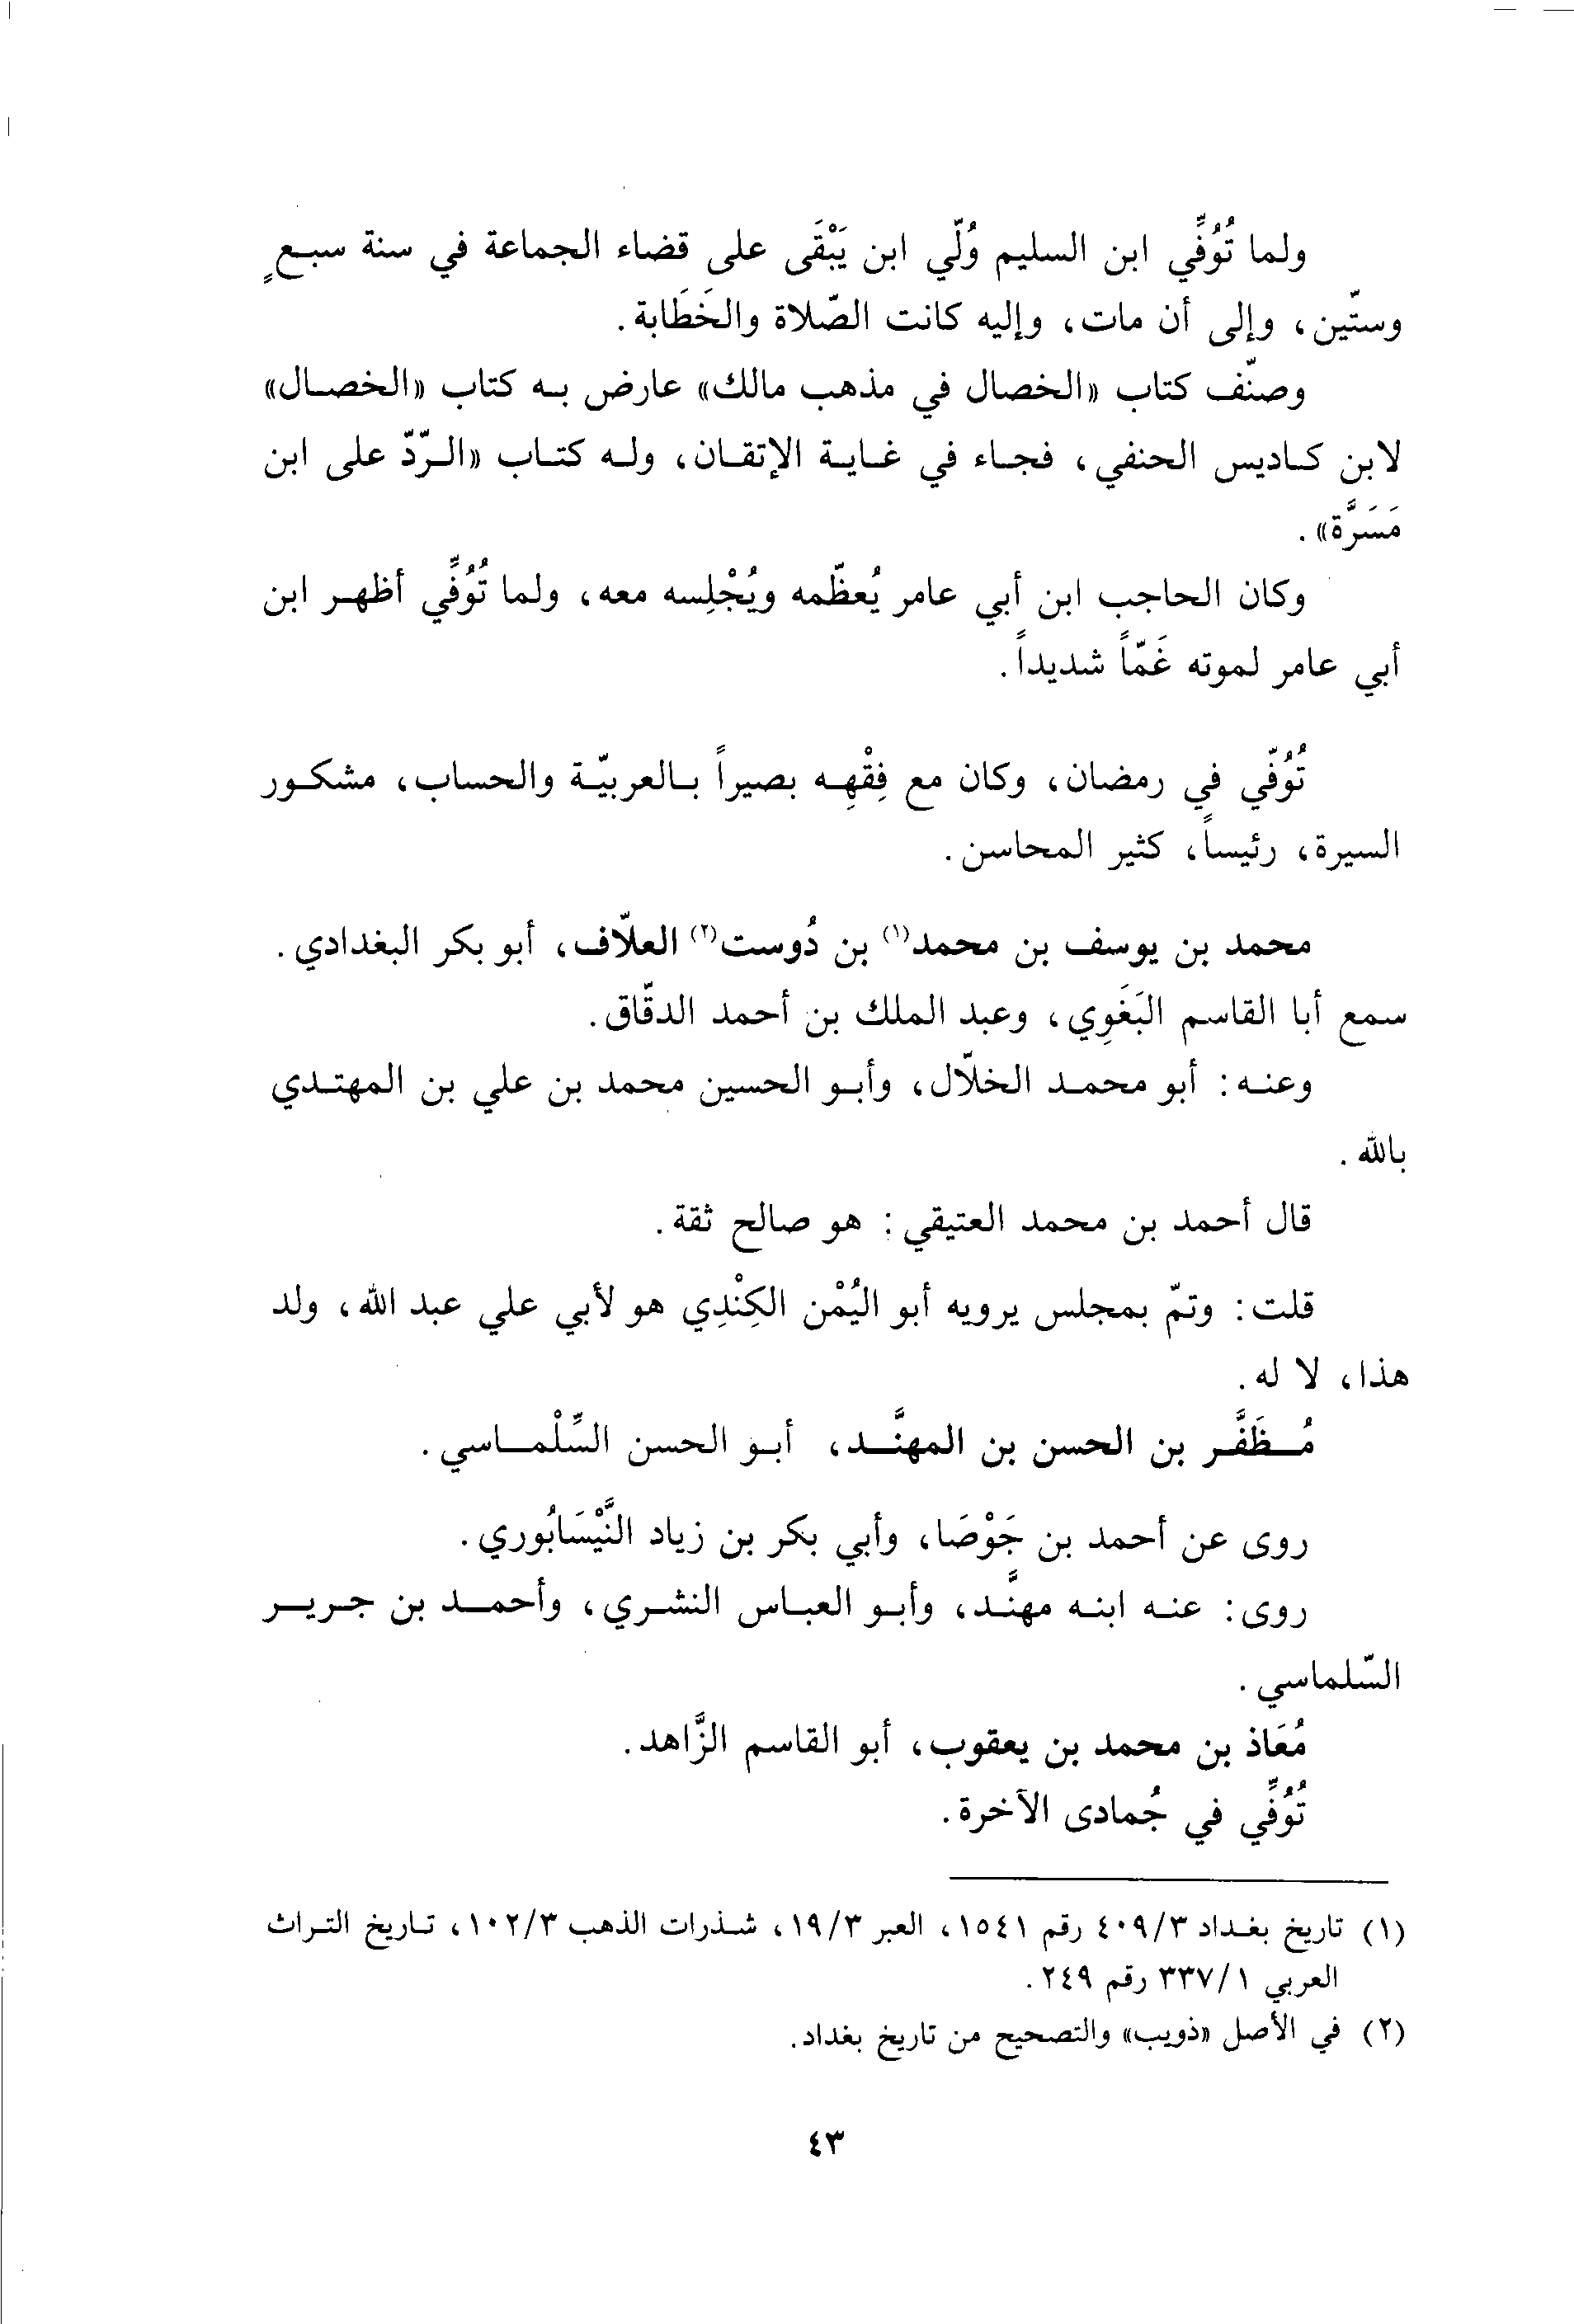 ولما تُوُفِّي ابن السليم وُلّي ابن يَبْقَى على قضاء الجماعة في سنة سبعٍ
وستّين، وإلى أن مات، وإليه كانت الصّلاة والخَطَابة.
وصنّف كتاب «الخصال في مذهب مالك» عارض به كتاب «الخصال»
لابن كاديس الحنفي، فجاء في غاية الإتقان، وله كتاب «الردّ على ابن
مَسَرَّة».
وكان الحاجب ابن أبي عامر يُعظّمه ويُجْلِسه معه، ولما تُوُفِّي أظهر ابن
أبي عامر لموته غَمّاً شديداً.
تُوُفّي في رمضان، وكان مع فِقْهِه بصيراً بالعربيّة والحساب، مشكور
السيرة، رئيساً، كثير المحاسن.
محمد بن يوسف بن محمد(١) بن دُوست(٢) العلاّف، أبو بكر البغدادي.
سمع أبا القاسم البَغَوِي، وعبد الملك بن أحمد الدقّاق.
وعنه: أبو محمد الخلاّل، وأبو الحسين محمد بن علي بن المهتدي
بالله.
قال أحمد بن محمد العتيقي: هو صالح ثقة.
قلت: وتمّ بمجلس يرويه أبو اليُمْن الكِنْدِي هو لأبي علي عبد الله، ولد
هذا، لا له.
مُظَفَّر بن الحسن بن المهنَّد، أبو الحسن السِّلْماسي.
روى عن أحمد بن جَوْصَا، وأبي بكر بن زياد النَّيْسَابُوري.
روى: عنه ابنه مهنَّد، وأبو العباس النشري، وأحمد بن جرير
السّلماسي.
مُعَاذ بن محمد بن يعقوب، أبو القاسم الزَّاهد.
تُوُفِّي في جُمادى الآخرة.
(١) تاريخ بغداد ٤٠٩/٣ رقم ١٥٤١، العبر ١٩/٣، شذرات الذهب ١٠٢/٣، تاريخ التراث
العربي ٣٣٧/١ رقم ٢٤٩.
(٢) في الأصل «ذويب» والتصحيح من تاريخ بغداد.
٤٣